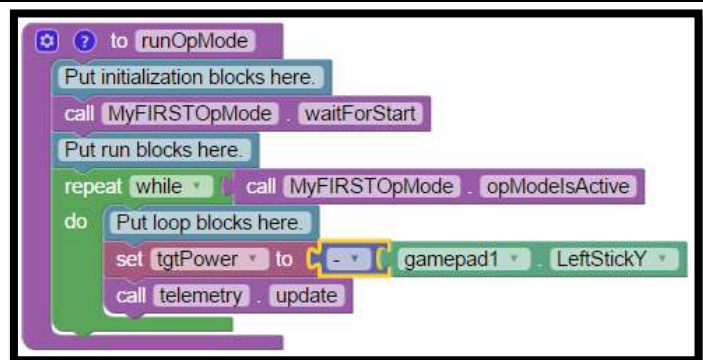 ? to runOpMode
Put initialization blocks here.
call MyFIRSTOpMode . waitForStart
Put run blocks here.
repeat while call MyFIRSTOpMode . opModeIsActive
do Put loop blocks here.
set tgtPower to - gamepad1 . LeftStickY
call telemetry . update